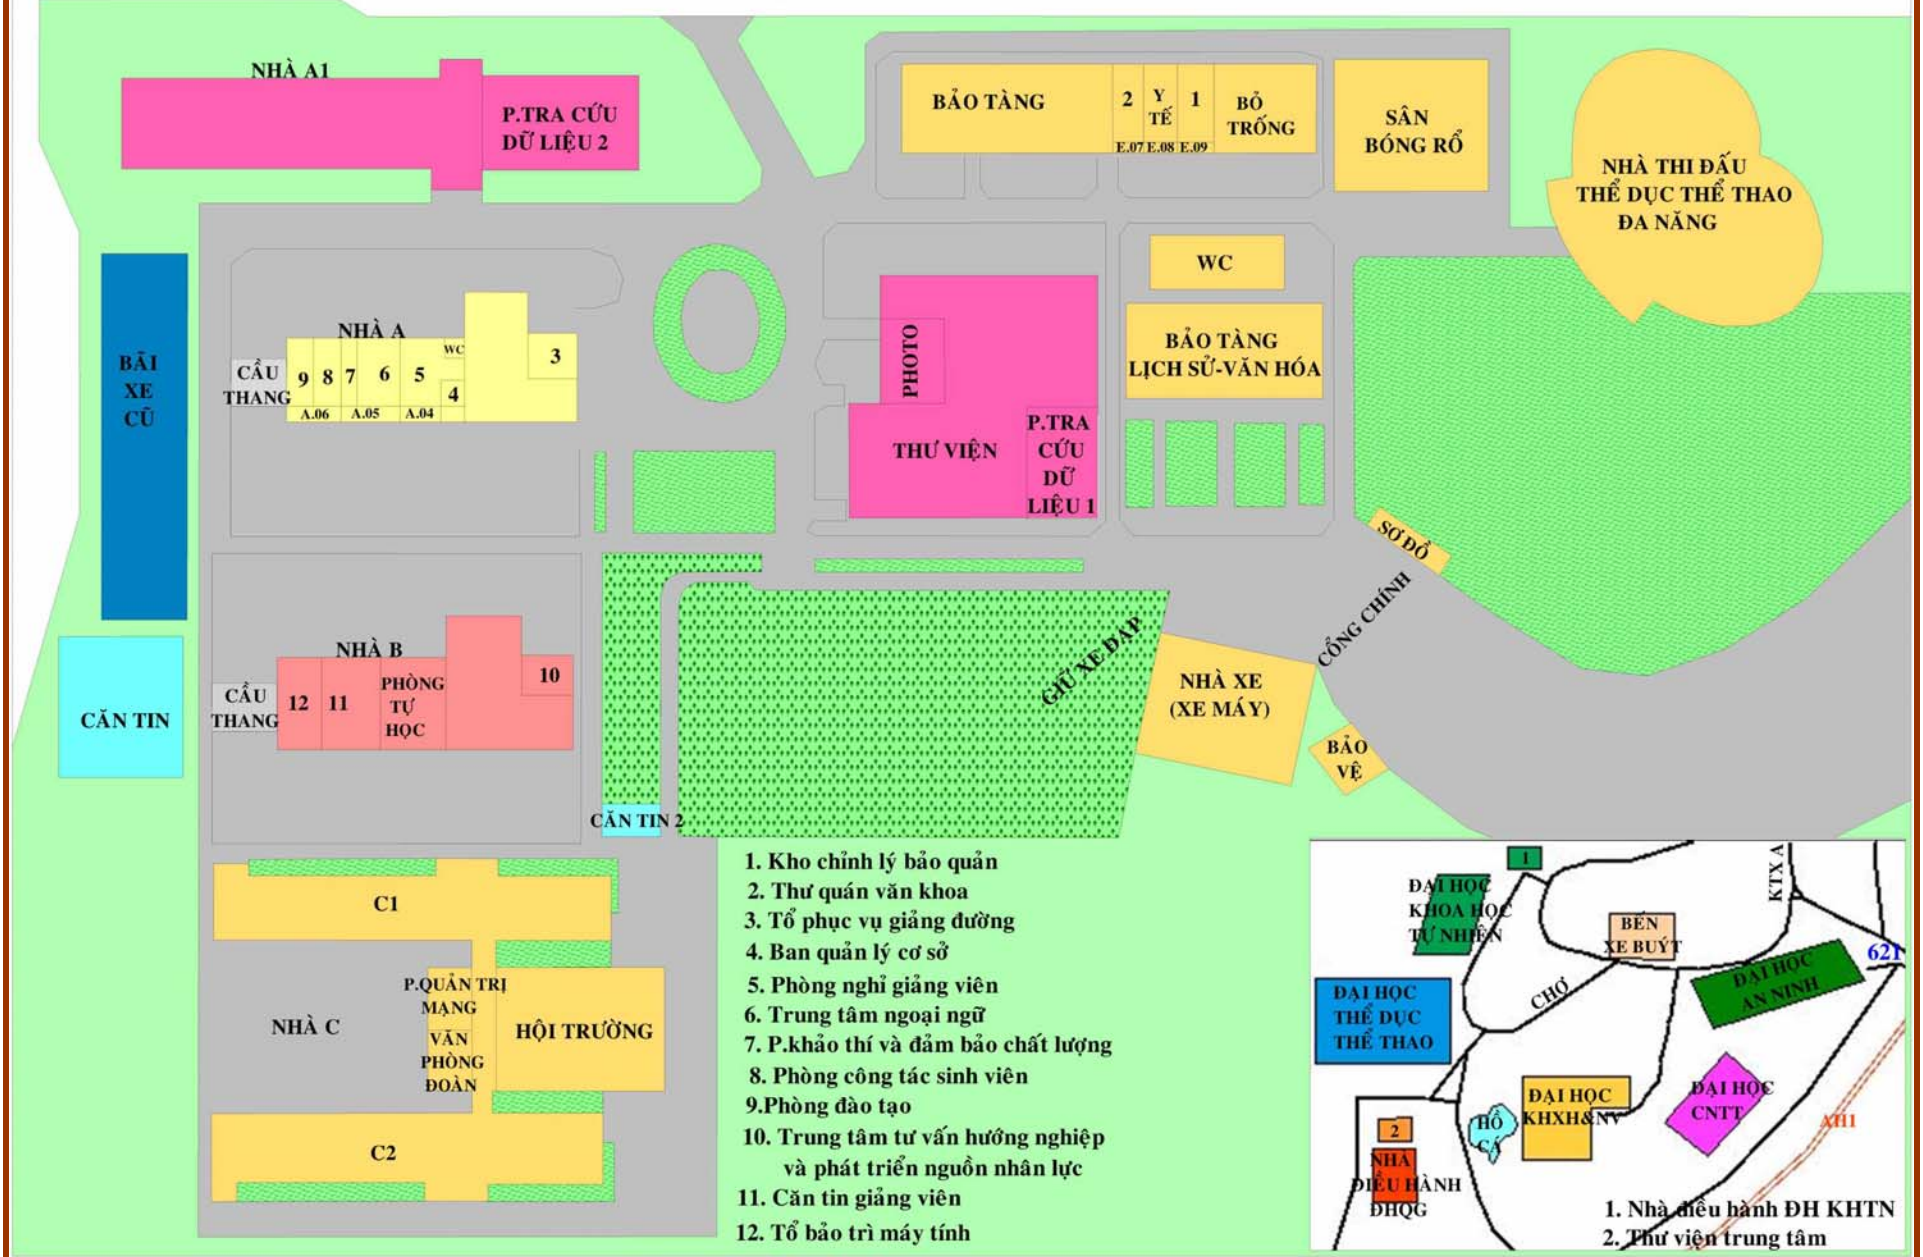 NHÀ A1
P.TRA CỨU
DỮ LIỆU 2
BẢO TÀNG
2
Y
TẾ
1
BỎ
TRỐNG
E.07
E.08
E.09
SÂN
BÓNG RỔ
NHÀ THI ĐẤU
THỂ DỤC THỂ THAO
ĐA NĂNG
WC
BẢO TÀNG
LỊCH SỬ-VĂN HÓA
BÃI
XE
CŨ
NHÀ A
CẦU
THANG
9
8
7
6
5
WC
4
3
A.06
A.05
A.04
PHOTO
THƯ VIỆN
P.TRA
CỨU
DỮ
LIỆU 1
SƠ ĐỒ
CỔNG CHÍNH
GIỮ XE ĐẠP
NHÀ XE
(XE MÁY)
BẢO
VỆ
CĂN TIN
NHÀ B
CẦU
THANG
12
11
PHÒNG
TỰ
HỌC
10
CĂN TIN 2
C1
P.QUẢN TRỊ
MẠNG
VĂN
PHÒNG
ĐOÀN
NHÀ C
HỘI TRƯỜNG
C2
1. Kho chỉnh lý bảo quản
2. Thư quán văn khoa
3. Tổ phục vụ giảng đường
4. Ban quản lý cơ sở
5. Phòng nghỉ giảng viên
6. Trung tâm ngoại ngữ
7. P.khảo thí và đảm bảo chất lượng
8. Phòng công tác sinh viên
9.Phòng đào tạo
10. Trung tâm tư vấn hướng nghiệp
và phát triển nguồn nhân lực
11. Căn tin giảng viên
12. Tổ bảo trì máy tính
1
ĐẠI HỌC
KHOA HỌC
TỰ NHIÊN
BẾN
XE BUÝT
KTX A
621
ĐẠI HỌC
AN NINH
CHỢ
ĐẠI HỌC
THỂ DỤC
THỂ THAO
ĐẠI HỌC
KHXH&NV
ĐẠI HỌC
CNTT
HỒ
CÁ
AH1
2
NHÀ
ĐIỀU HÀNH
ĐHQG
1. Nhà điều hành ĐH KHTN
2. Thư viện trung tâm